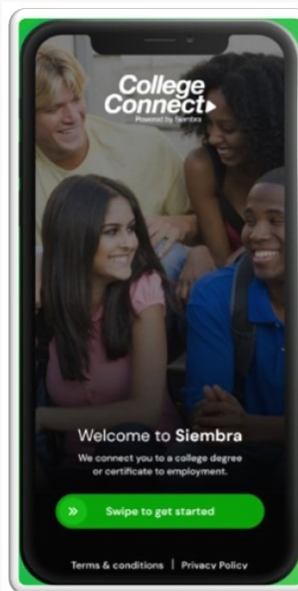 College
Connect
Powered by Siembra
Welcome to Siembra
We connect you to a college degree
or certificate to employment.
Swipe to get started
Terms & conditions | Privacy Policy